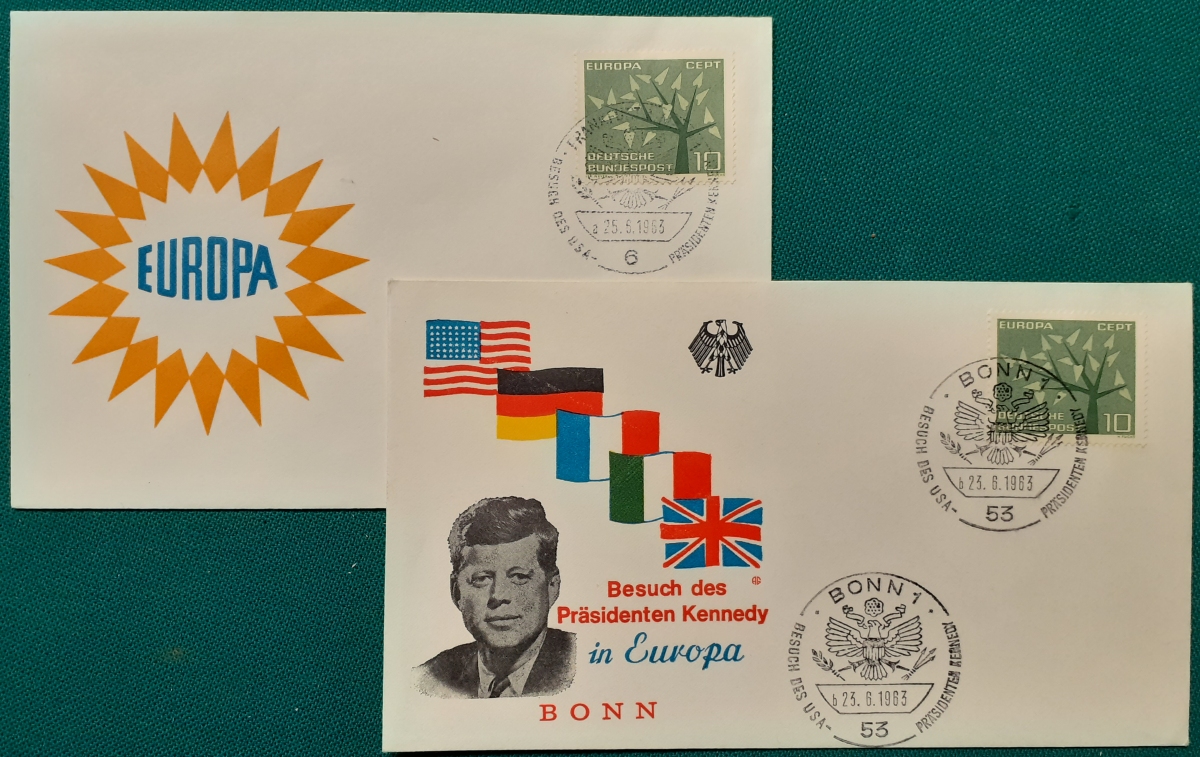 EUROPA
EUROPA CEPT
DEUTSCHE
BUNDESPOST 10
BESUCH DES USA-
PRÄSIDENTEN
a 25.6.1963
6
EUROPA CEPT
DEUTSCHE
BUNDESPOST 10
BONN 1
BESUCH DES USA-
PRÄSIDENTEN KENNEDY
b 23.6.1963
53
Besuch des
Präsidenten Kennedy
in Europa
BONN
BONN 1
BESUCH DES USA-
PRÄSIDENTEN KENNEDY
b 23.6.1963
53